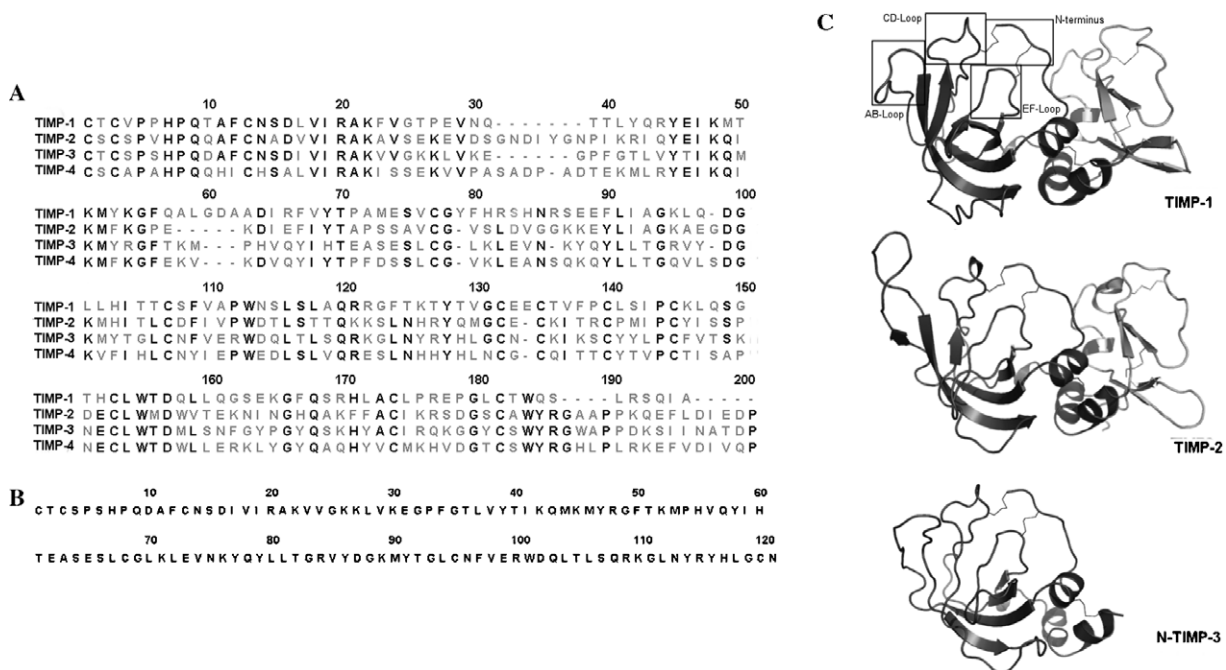 A
10 20 30 40 50
TIMP-1 CTCVPPHPQTAFCNSDLVIRAKFVGTPEVNQ-------TTLYQRYEIKMT
TIMP-2 CSCSPVHPQQAFCNADVVIRAKAVSEKEVDSGNDIYGNPIKRIQYEIKQI
TIMP-3 CTCSPSHPQDAFCNSDIVIRAKVVGKKLVKE------GPFGTLVYTIKQM
TIMP-4 CSCAPAHPQQHICHSALVIRAKISSEKVVPASADP-ADTEKMLRYEIKQI
60 70 80 90 100
TIMP-1 KMYKGFQALGDAADIRFVYTPAMESVCGYFHRSHNRSEEFLIAGKLQ-DG
TIMP-2 KMFKGPE----KDIEFIYTAPSSAVCG-VSLDVGGKKEYLIAGKAEGDG
TIMP-3 KMYRGFTKM---PHVQYIHTEASESLCG-LKLEVNK-YQYLLTGRVY-DG
TIMP-4 KMFKGFEKV---KDVQYIYTPFDSSLCG-VKLEANSQKQYLLTGQVLSDG
110 120 130 140 150
TIMP-1 LLHITTCSFVAPWNSLSLAQRRGFTKTYTVGCEECTVFPCLSIPCKLQSG
TIMP-2 KMHITLCDFIVPWDTLSTTQKKSLNHRYQMGCE-CKITRCPMIPCYISSP
TIMP-3 KMYTGLCNFVERWDQLTLSQRKGLNYRYHLGCN-CKIKSCYYLPCFVTSK
TIMP-4 KVFIHLCNYIEPWEDLSLVQRESLNHHYHLNCG-CQITTCYTVPCTISAP
160 170 180 190 200
TIMP-1 THCLWTDQLLQGSEKGFQSRHLACLPREPGLCTWQS---LRSQIA-----
TIMP-2 DECLWMDWVTEKNINGHQAKFFACIKRSDGSCAWYRGAAPPKQEFLDIEDP
TIMP-3 NECLWTDMLSNFGYPGYQSKHYACIRQKGGYCSWYRGWAPPDKSIINATDP
TIMP-4 NECLWTDWLLERKLYGYQAQHYVCMKHVDGTCSWYRGHLPLRKEFVDIVQP
B
10 20 30 40 50 60
CTCSPSHPQDAFCNSDIVIRAKVVGKKLVKEGPFGTLVYTIKQMKMYRGFTKMPHVQYIH
70 80 90 100 110 120
TEASESLCGLKLEVNKYQYLLTGRVYDGKMYTGLCNFVERWDQLTLSQRKGLNYRYHLGCN
C
CD-Loop
N-terminus
AB-Loop
EF-Loop
TIMP-1
TIMP-2
N-TIMP-3